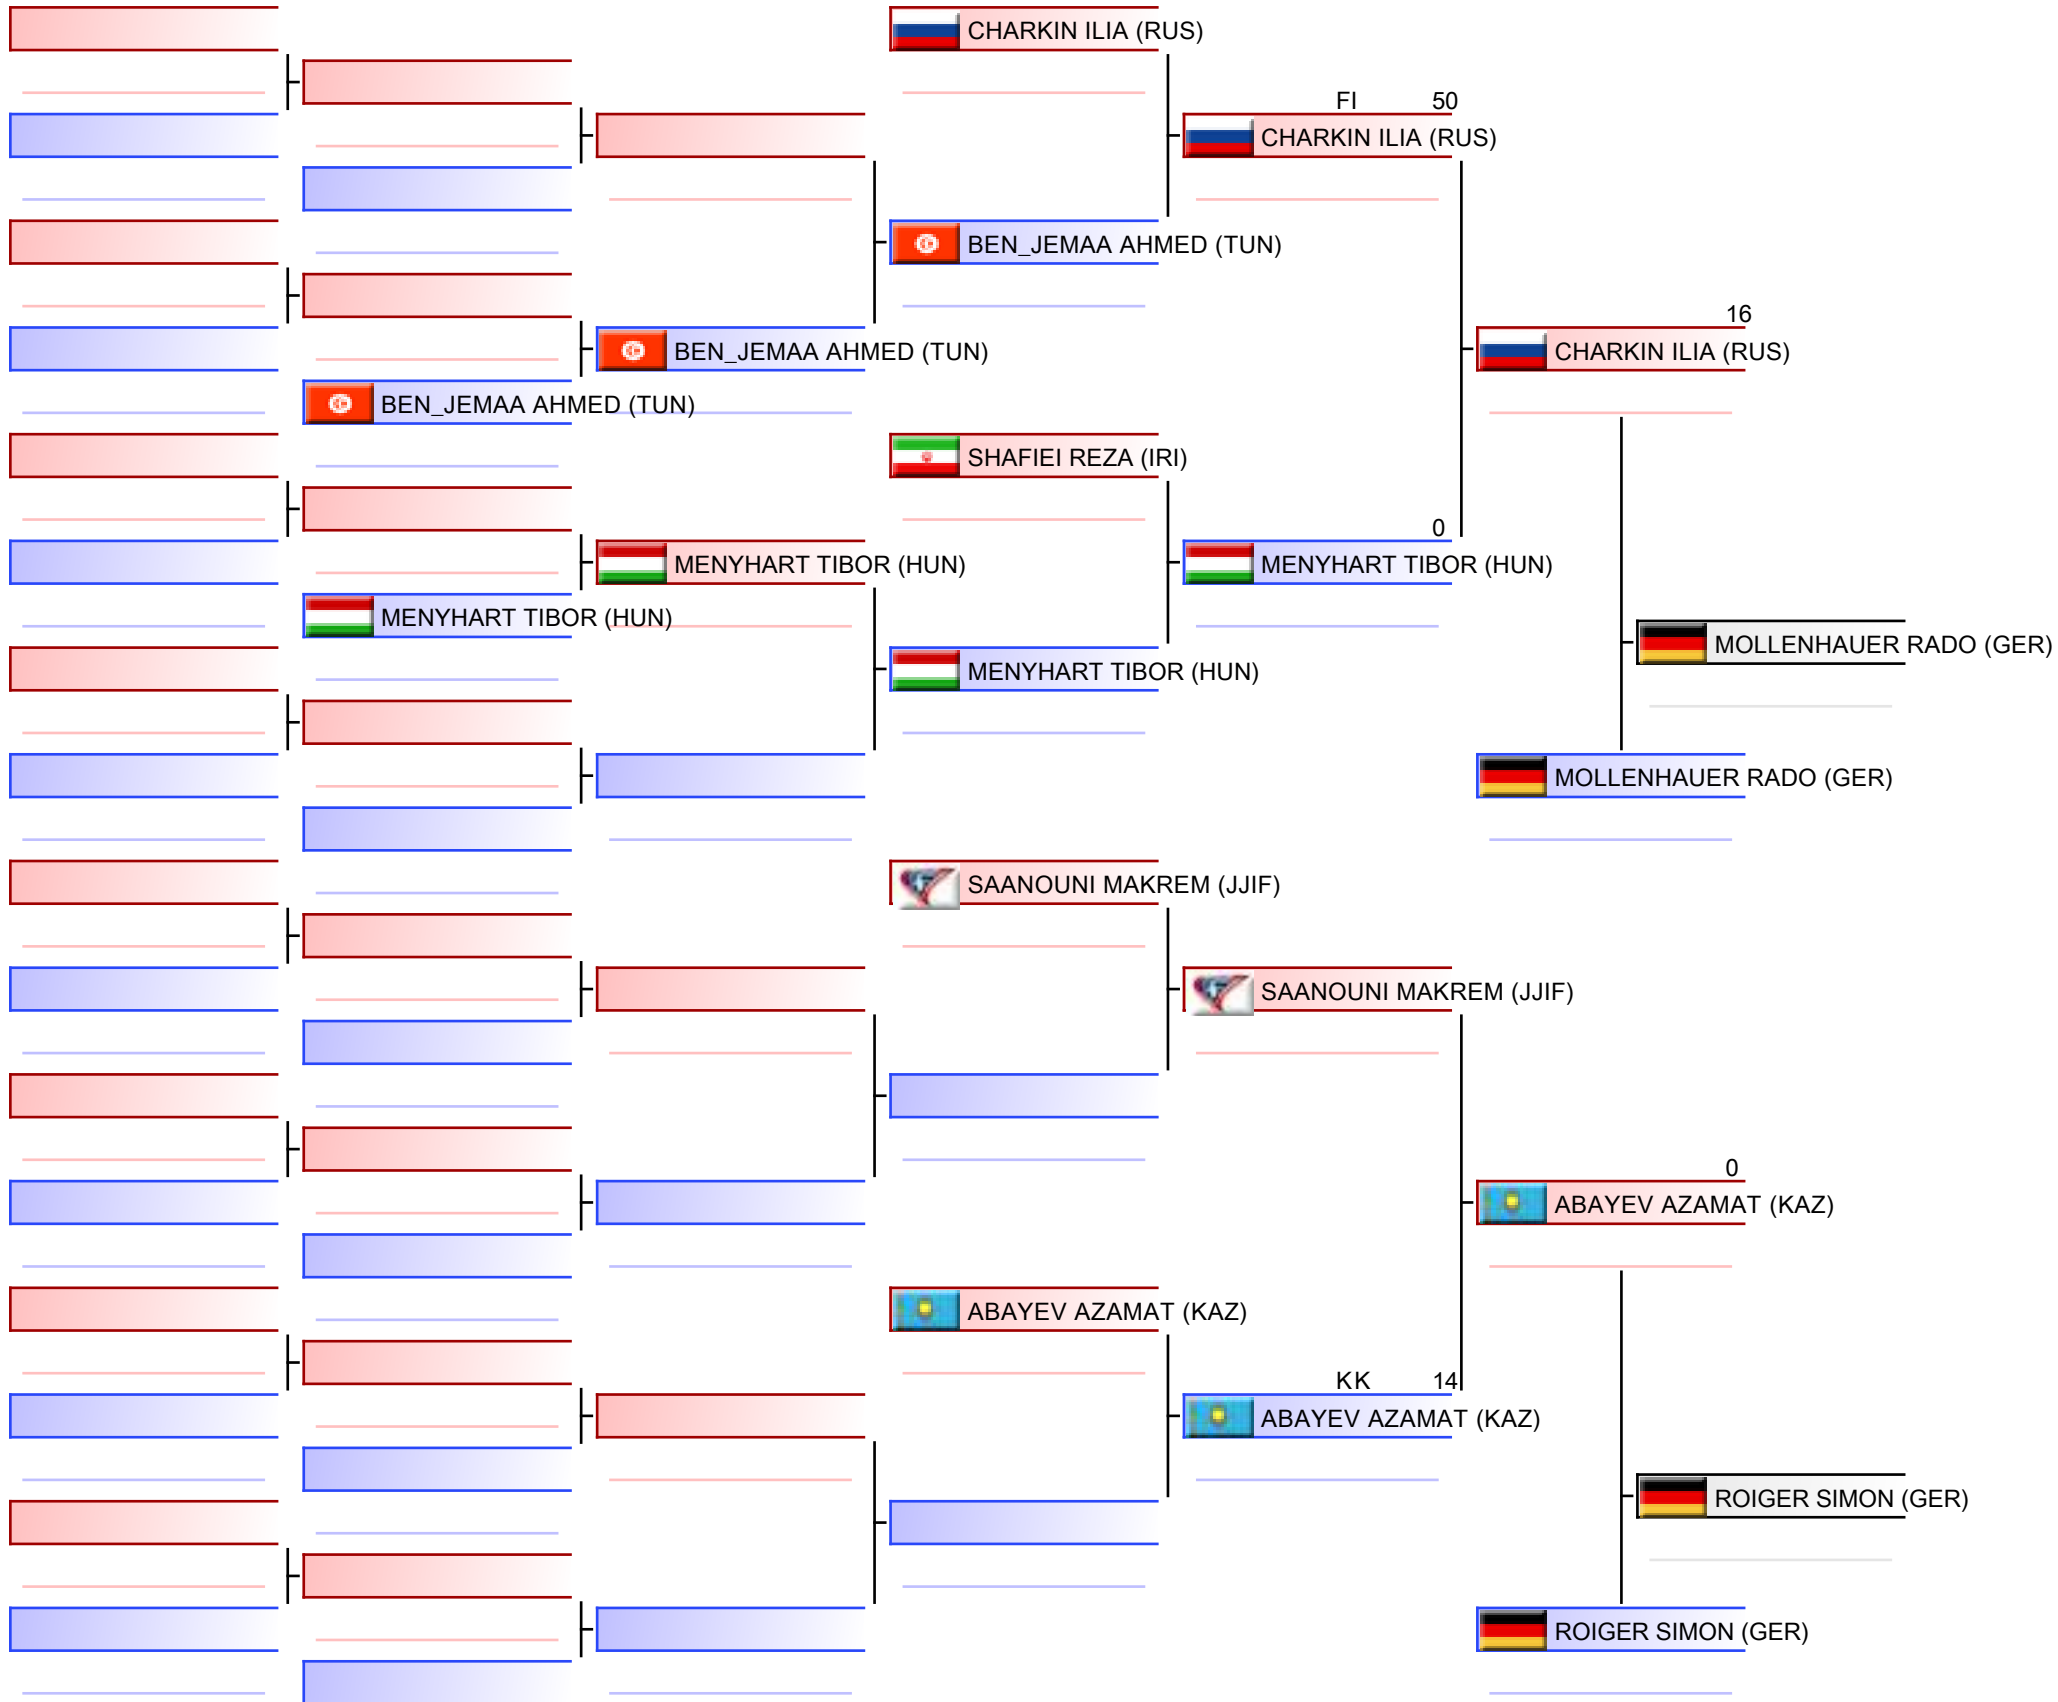 CHARKIN ILIA (RUS)
FI 50
CHARKIN ILIA (RUS)
BEN_JEMAA AHMED (TUN)
16
CHARKIN ILIA (RUS)
BEN_JEMAA AHMED (TUN)
BEN_JEMAA AHMED (TUN)
SHAFIEI REZA (IRI)
0
MENYHART TIBOR (HUN)
MENYHART TIBOR (HUN)
MENYHART TIBOR (HUN)
MOLLENHAUER RADO (GER)
MENYHART TIBOR (HUN)
MOLLENHAUER RADO (GER)
SAANOUNI MAKREM (JJIF)
SAANOUNI MAKREM (JJIF)
0
ABAYEV AZAMAT (KAZ)
ABAYEV AZAMAT (KAZ)
KK 14
ABAYEV AZAMAT (KAZ)
ROIGER SIMON (GER)
ROIGER SIMON (GER)